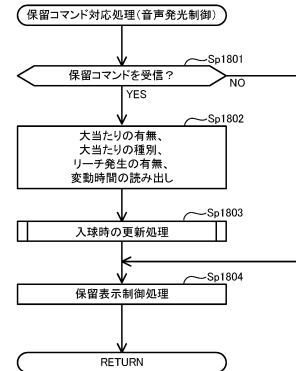 保留コマンド対応処理(音声発光制御)
Sp1801
保留コマンドを受信？
NO
YES
Sp1802
大当たりの有無、
大当たりの種別、
リーチ発生の有無、
変動時間の読み出し
Sp1803
入球時の更新処理
Sp1804
保留表示制御処理
RETURN